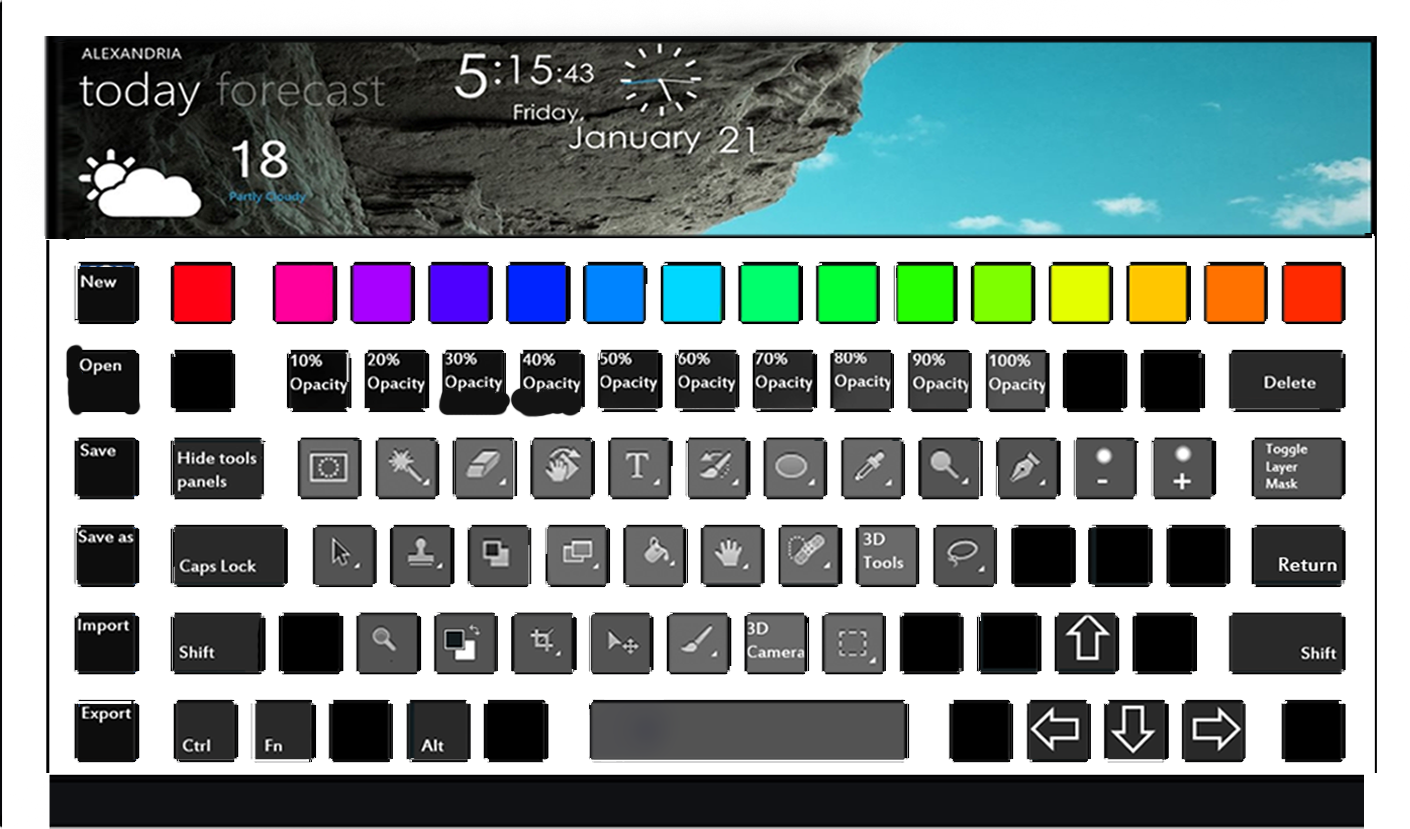 ALEXANDRIA
today forecast
5:15:43
Friday,
January 21
18
Partly Cloudy
New
Open
10%
Opacity
20%
Opacity
30%
Opacity
40%
Opacity
50%
Opacity
60%
Opacity
70%
Opacity
80%
Opacity
90%
Opacity
100%
Opacity
Delete
Save
Hide tools
panels
T
-
+
Toggle
Layer
Mask
Save as
Caps Lock
3D
Tools
Return
Import
Shift
3D
Camera
Shift
Export
Ctrl
Fn
Alt